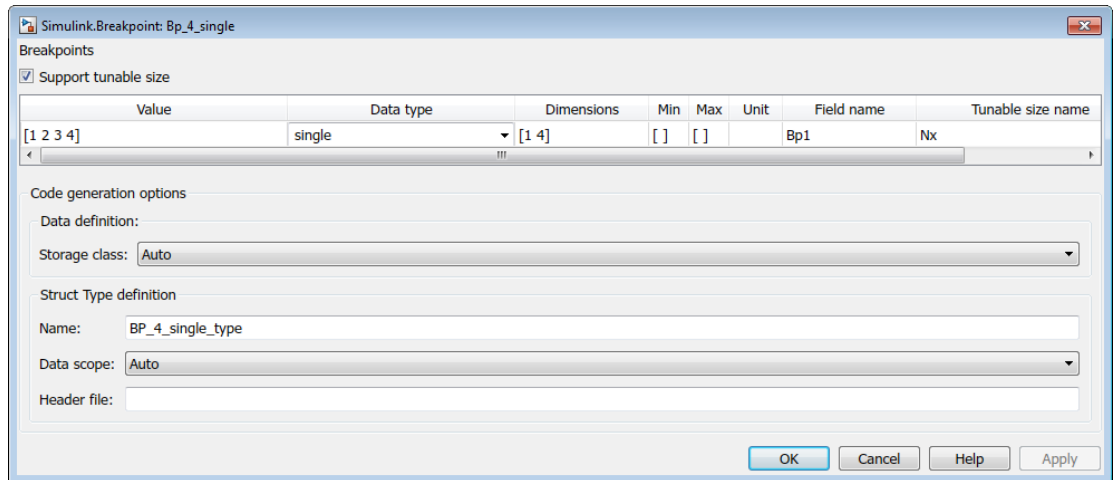 Simulink.Breakpoint: Bp_4_single
Breakpoints
Support tunable size
Value Data type Dimensions Min Max Unit Field name Tunable size name
[1 2 3 4] single [1 4] [ ] [ ] Bp1 Nx
Code generation options
Data definition:
Storage class: Auto
Struct Type definition
Name: BP_4_single_type
Data scope: Auto
Header file:
OK Cancel Help Apply